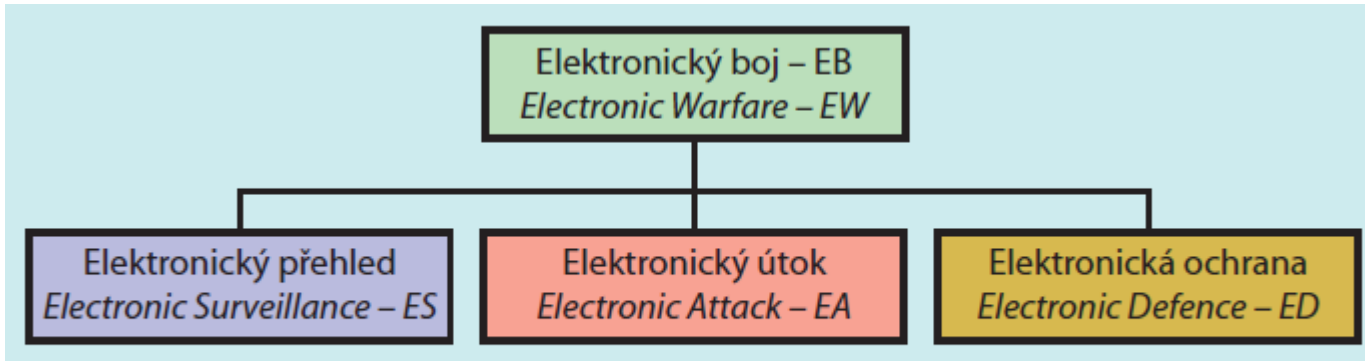 Elektronický boj – EB
Electronic Warfare – EW
Elektronický přehled
Electronic Surveillance – ES
Elektronický útok
Electronic Attack – EA
Elektronická ochrana
Electronic Defence – ED